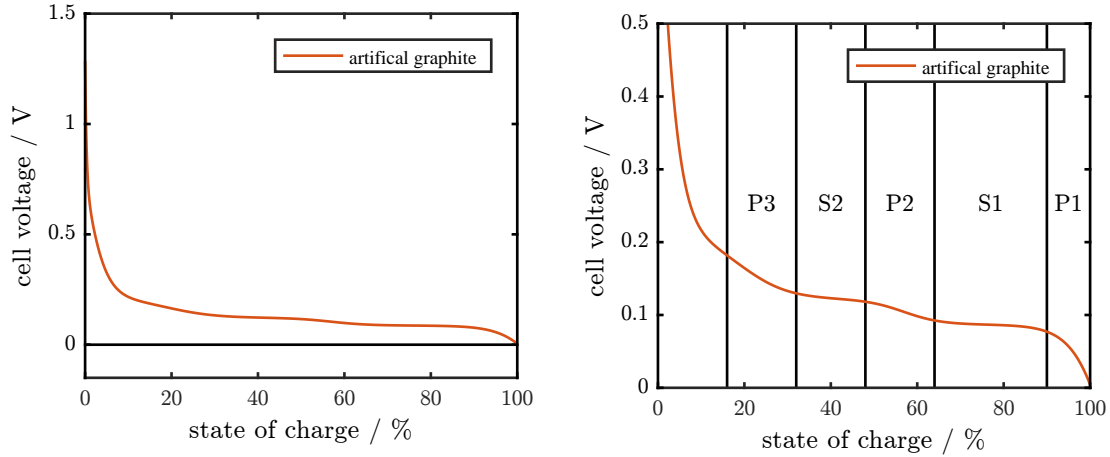 1.5
1
0.5
0
cell voltage / V
artifical graphite
0 20 40 60 80 100
state of charge / %
0.5
0.4
0.3
0.2
0.1
0
cell voltage / V
artifical graphite
P3 S2 P2 S1 P1
0 20 40 60 80 100
state of charge / %